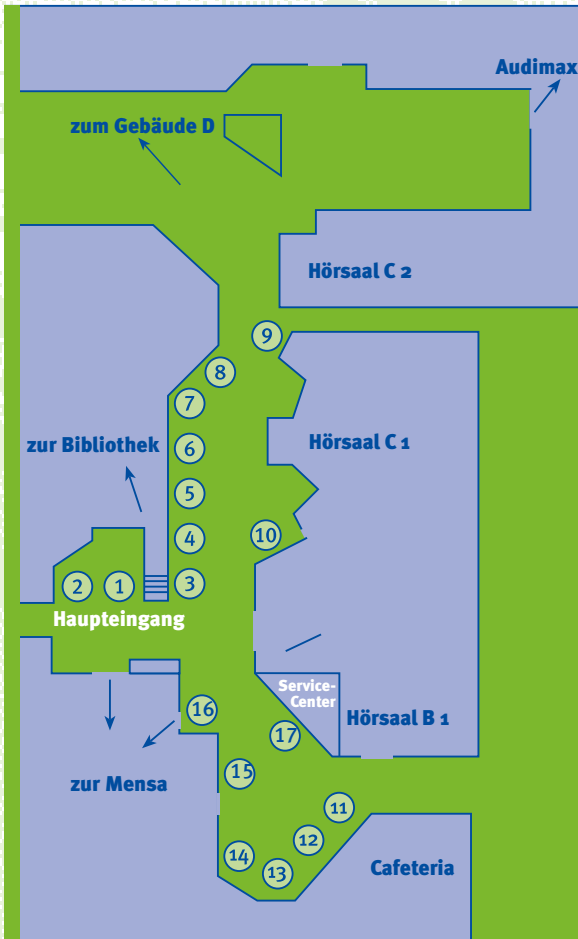 Audimax
zum Gebäude D
Hörsaal C 2
9
8
7
zur Bibliothek
6
Hörsaal C 1
5
4
10
2
1
3
Haupteingang
Service-
Center
16
Hörsaal B 1
17
15
zur Mensa
11
12
14
13
Cafeteria